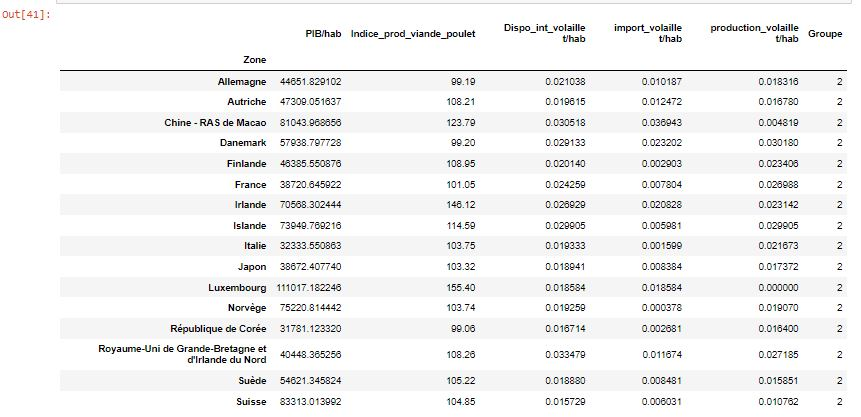 Out[41]:
PIB/hab Indice_prod_viande_poulet Dispo_int_volaille t/hab import_volaille t/hab production_volaille t/hab Groupe
Zone
Allemagne 44651.829102 99.19 0.021038 0.010187 0.018316 2
Autriche 47309.051637 108.21 0.019615 0.012472 0.016780 2
Chine - RAS de Macao 81043.968656 123.79 0.030518 0.036943 0.004819 2
Danemark 57938.797728 99.20 0.029133 0.023202 0.030180 2
Finlande 46385.550876 108.95 0.020140 0.002903 0.023406 2
France 38720.645922 101.05 0.024259 0.007804 0.026988 2
Irlande 70568.302444 146.12 0.026929 0.020828 0.023142 2
Islande 73949.769216 114.59 0.029905 0.005981 0.029905 2
Italie 32333.550863 103.75 0.019333 0.001599 0.021673 2
Japon 38672.407740 103.32 0.018941 0.008384 0.017372 2
Luxembourg 111017.182246 155.40 0.018584 0.018584 0.000000 2
Norvège 75220.814442 103.74 0.019259 0.000378 0.019070 2
République de Corée 31781.123320 99.06 0.016714 0.002681 0.016400 2
Royaume-Uni de Grande-Bretagne et
d'Irlande du Nord 40448.365256 108.26 0.033479 0.011674 0.027185 2
Suède 54621.345824 105.22 0.018880 0.008481 0.015851 2
Suisse 83313.013992 104.85 0.015729 0.006031 0.010762 2